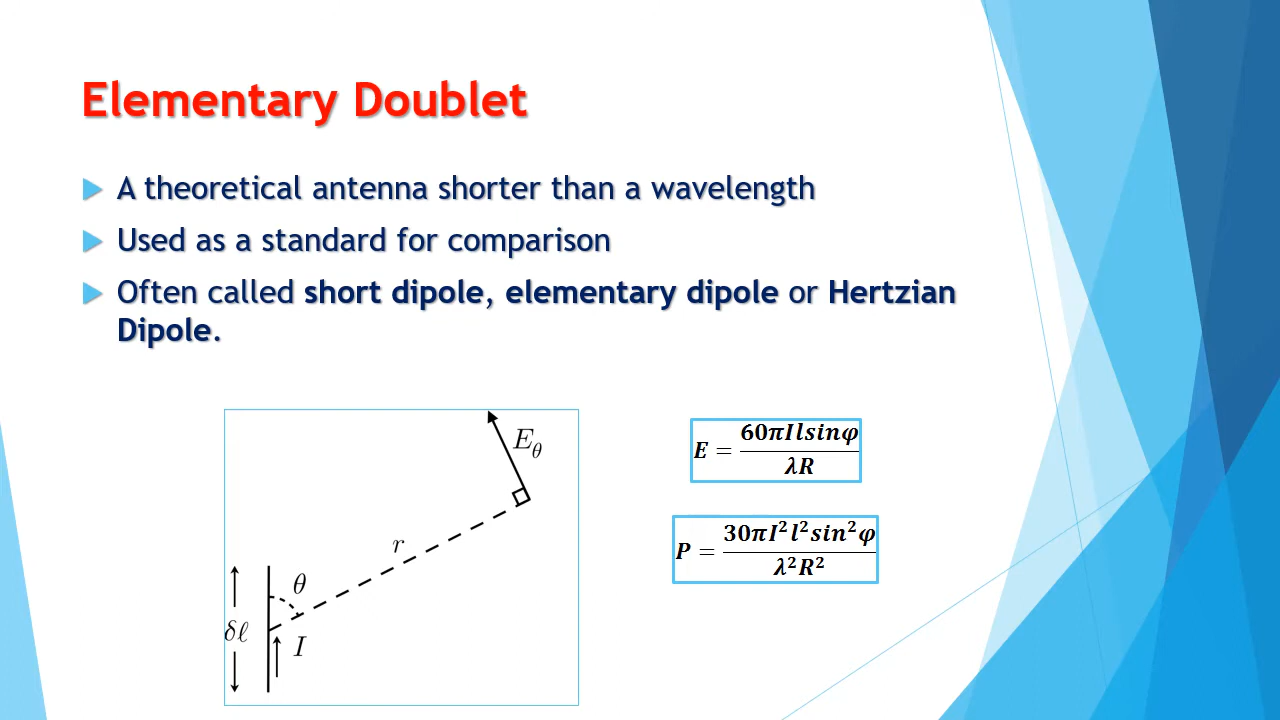 Elementary Doublet
A theoretical antenna shorter than a wavelength
Used as a standard for comparison
Often called short dipole, elementary dipole or Hertzian
Dipole.
E_θ
r
θ
δℓ
I
E = 60πIlsinφ / λR
P = 30πI²l²sin²φ / λ²R²